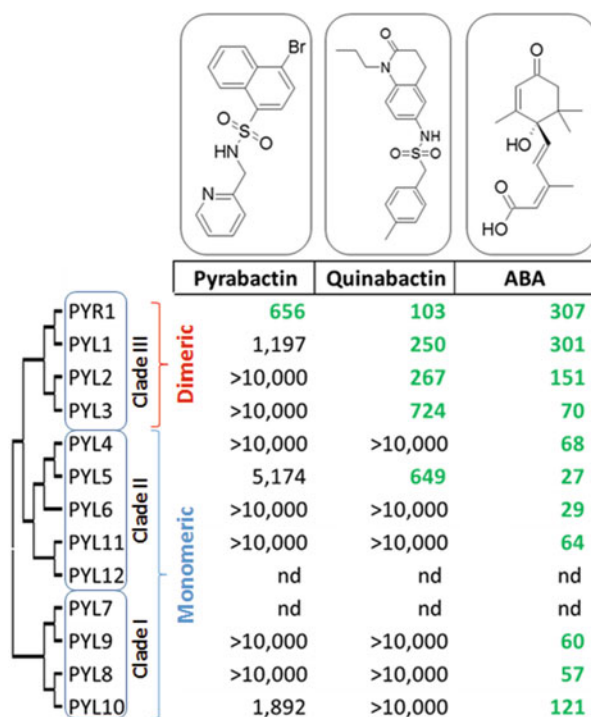 Br
S
O
O
HN
N
O
N
NH
O
S
O
O
HO
O
HO
Pyrabactin Quinabactin ABA
PYR1 656 103 307
PYL1 1,197 250 301
PYL2 >10,000 267 151
PYL3 >10,000 724 70
PYL4 >10,000 >10,000 68
PYL5 5,174 649 27
PYL6 >10,000 >10,000 29
PYL11 >10,000 >10,000 64
PYL12 nd nd nd
PYL7 nd nd nd
PYL9 >10,000 >10,000 60
PYL8 >10,000 >10,000 57
PYL10 1,892 >10,000 121
Clade III
Dimeric
Clade II
Monomeric
Clade I